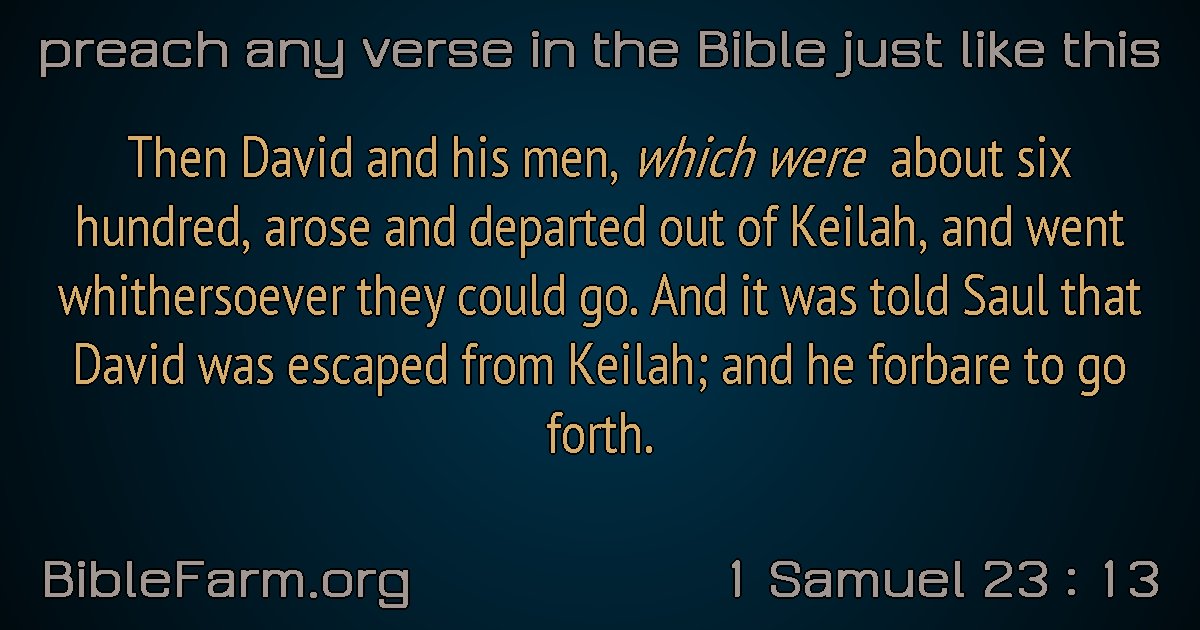 preach any verse in the Bible just like this
Then David and his men, which were about six
hundred, arose and departed out of Keilah, and went
whithersoever they could go. And it was told Saul that
David was escaped from Keilah; and he forbare to go
forth.
BibleFarm.org
1 Samuel 23 : 13